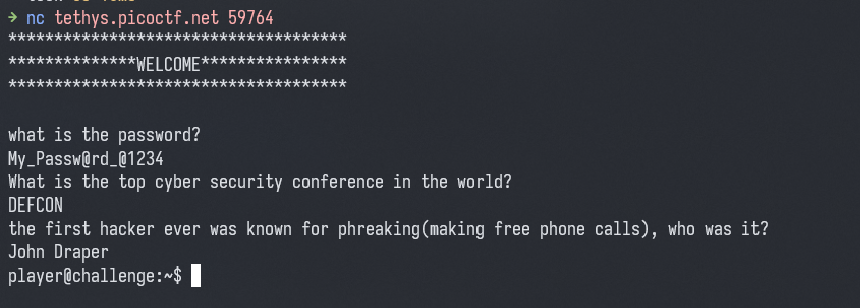 → nc tethys.picoctf.net 59764
*************************************
**************WELCOME****************
*************************************
what is the password?
My_Passw@rd_@1234
What is the top cyber security conference in the world?
DEFCON
the first hacker ever was known for phreaking(making free phone calls), who was it?
John Draper
player@challenge:~$